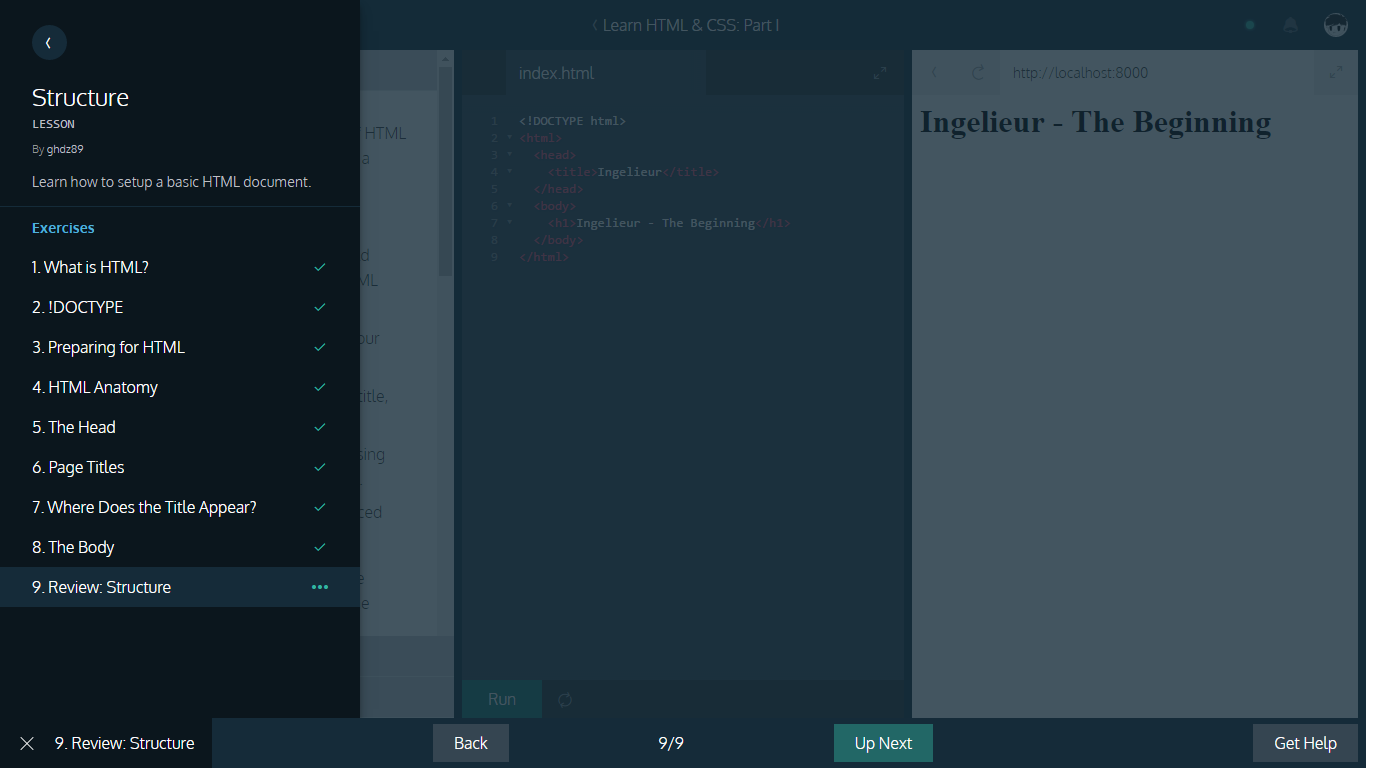 Structure
LESSON
By ghdz89
Learn how to setup a basic HTML document.
Exercises
1. What is HTML?
2. !DOCTYPE
3. Preparing for HTML
4. HTML Anatomy
5. The Head
6. Page Titles
7. Where Does the Title Appear?
8. The Body
9. Review: Structure
Learn HTML & CSS: Part I
HTML
a
title,
index.html
1 <!DOCTYPE html>
2 <html>
3 <head>
4 <title>Ingelieur</title>
5 </head>
6 <body>
7 <h1>Ingelieur - The Beginning</h1>
8 </body>
9 </html>
Run
http://localhost:8000
Ingelieur - The Beginning
9. Review: Structure
Back
9/9
Up Next
Get Help